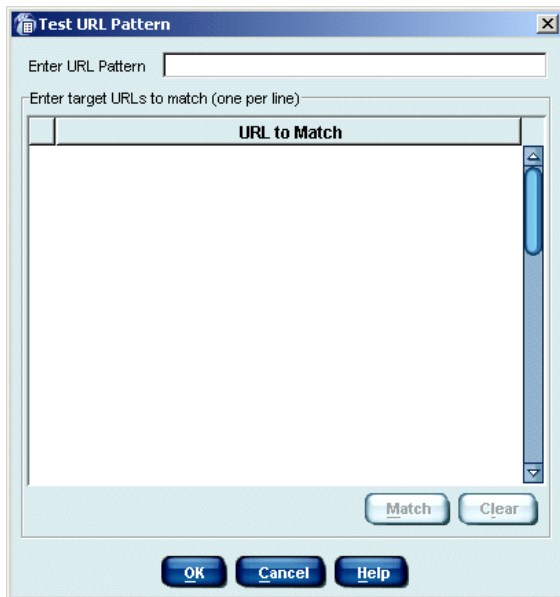 Test URL Pattern
Enter URL Pattern
Enter target URLs to match (one per line)
URL to Match
Match Clear
OK Cancel Help